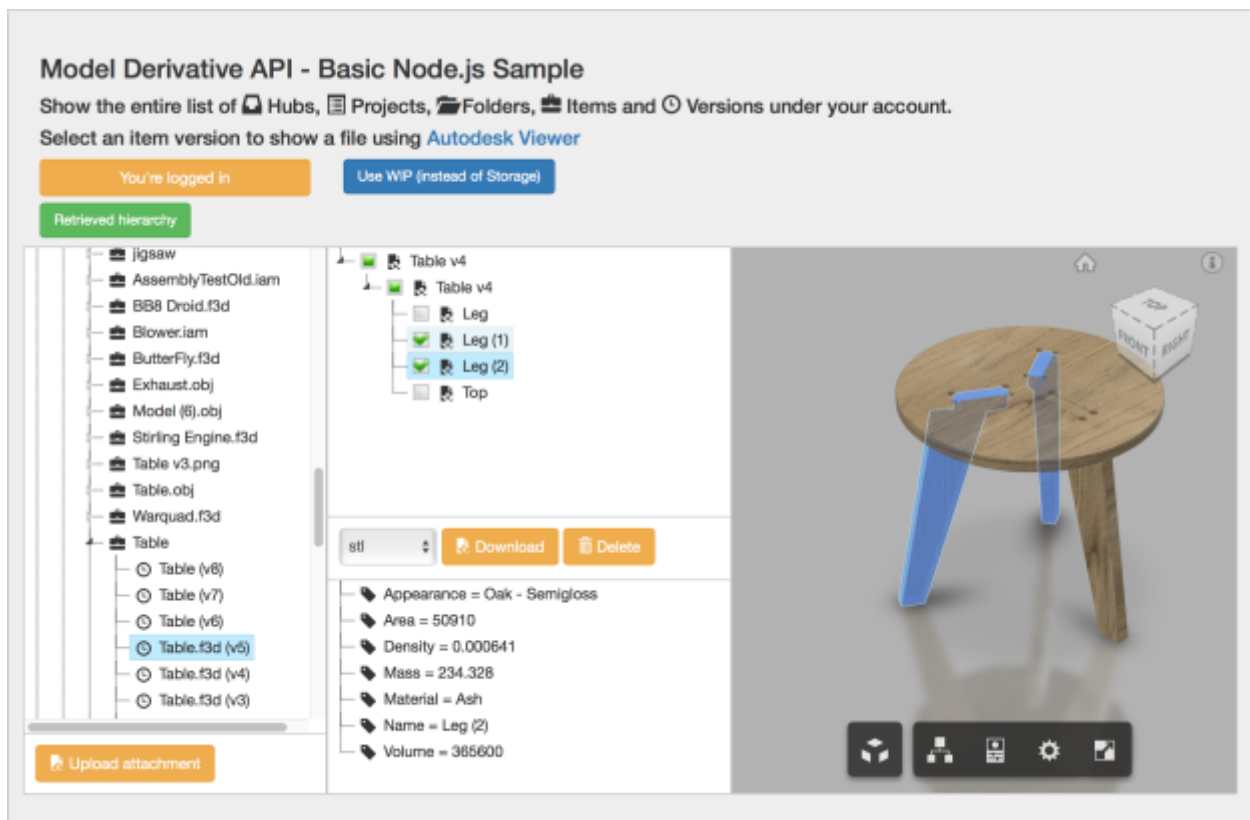 Model Derivative API - Basic Node.js Sample
Show the entire list of Hubs, Projects, Folders, Items and Versions under your account.
Select an item version to show a file using Autodesk Viewer
You're logged in
Use WIP (instead of Storage)
Retrieved hierarchy
jigsaw
AssemblyTestOld.iam
BB8 Droid.f3d
Blower.iam
ButterFly.f3d
Exhaust.obj
Model (6).obj
Stirling Engine.f3d
Table v3.png
Table.obj
Warquad.f3d
Table
Table (v8)
Table (v7)
Table (v6)
Table.f3d (v5)
Table.f3d (v4)
Table.f3d (v3)
Upload attachment
Table v4
Table v4
Leg
Leg (1)
Leg (2)
Top
stl
Download
Delete
Appearance = Oak - Semigloss
Area = 50910
Density = 0.000641
Mass = 234.328
Material = Ash
Name = Leg (2)
Volume = 365600
TOP
FRONT
RIGHT